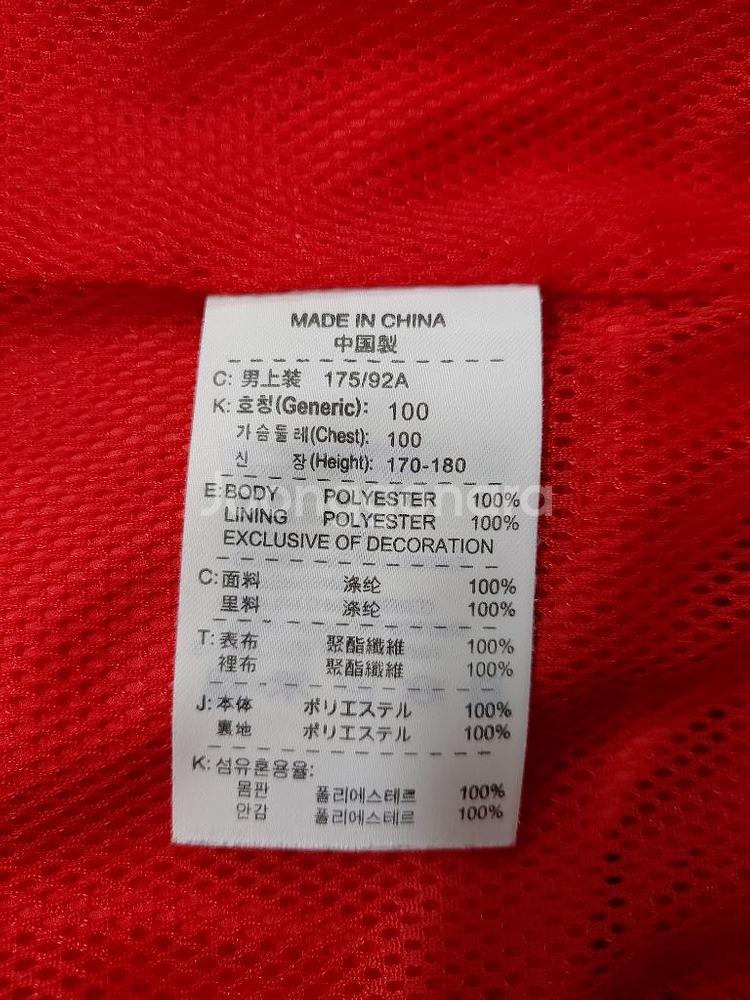 MADE IN CHINA
中国製
C: 男上装 175/92A
K: 호칭(Generic): 100
가슴둘레(Chest): 100
신 장(Height): 170-180
E: BODY POLYESTER 100%
LINING POLYESTER 100%
EXCLUSIVE OF DECORATION
C: 面料 涤纶 100%
里料 涤纶 100%
T: 表布 聚酯纖維 100%
裡布 聚酯纖維 100%
J: 本体 ポリエステル 100%
裏地 ポリエステル 100%
K: 섬유혼용율:
몸판 폴리에스테르 100%
안감 폴리에스테르 100%